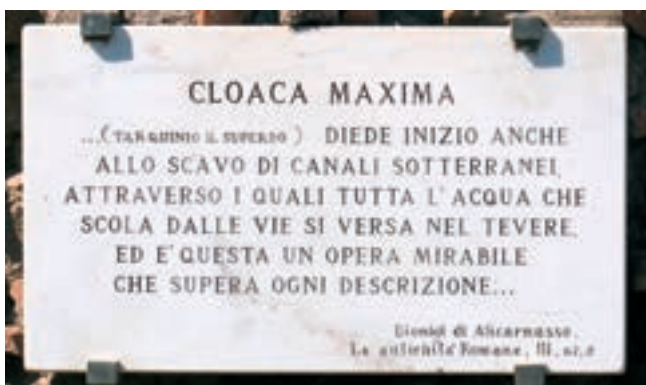 CLOACA MAXIMA
...(TARQUINIO IL SUPERBO) DIEDE INIZIO ANCHE
ALLO SCAVO DI CANALI SOTTERRANEI,
ATTRAVERSO I QUALI TUTTA L'ACQUA CHE
SCOLA DALLE VIE SI VERSA NEL TEVERE,
ED E' QUESTA UN OPERA MIRABILE
CHE SUPERA OGNI DESCRIZIONE...
Dionigi di Alicarnasso,
Le antichità Romane, III,